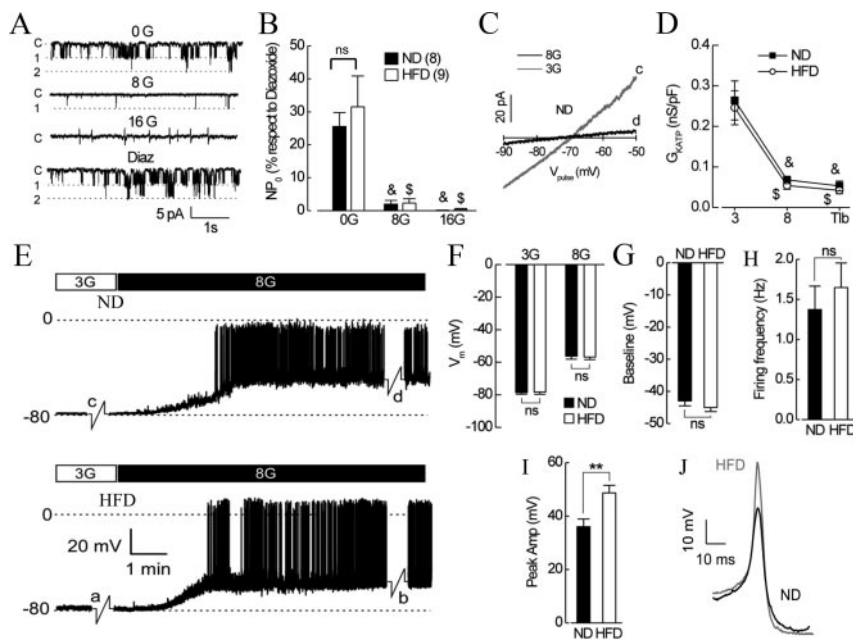 A
0 G
C
1
2
8 G
C
1
16 G
C
Diaz
C
1
2
5 pA
1s
B
NP0 (% respect to Diazoxide)
50
40
30
20
10
0
ns
ND (8)
HFD (9)
&
$
&
$
0G
8G
16G
C
8G
3G
20 pA
ND
c
d
-90
-80
-70
-60
-50
Vpulse (mV)
D
GKATP (nS/pF)
0.4
0.3
0.2
0.1
0.0
ND
HFD
&
&
$
$
3
8
Tlb
E
3G
8G
ND
0
-80
c
d
3G
8G
HFD
0
20 mV
1 min
-80
a
b
F
3G
8G
Vm (mV)
0
-20
-40
-60
-80
-100
ns
ns
ND
HFD
G
ND HFD
Baseline (mV)
0
-10
-20
-30
-40
-50
ns
H
Firing frequency (Hz)
2.0
1.5
1.0
0.5
0.0
ns
ND HFD
I
Peak Amp (mV)
60
40
20
0
**
ND HFD
J
HFD
10 mV
10 ms
ND